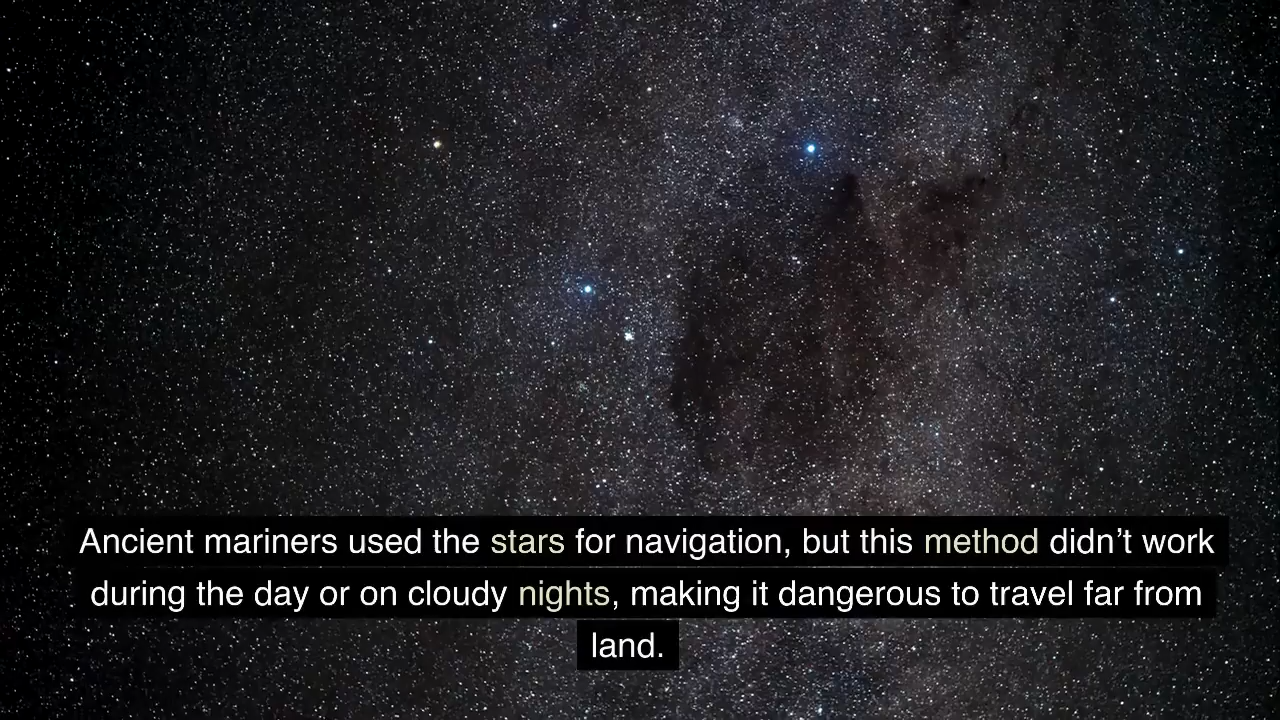 Ancient mariners used the stars for navigation, but this method didn’t work
during the day or on cloudy nights, making it dangerous to travel far from
land.